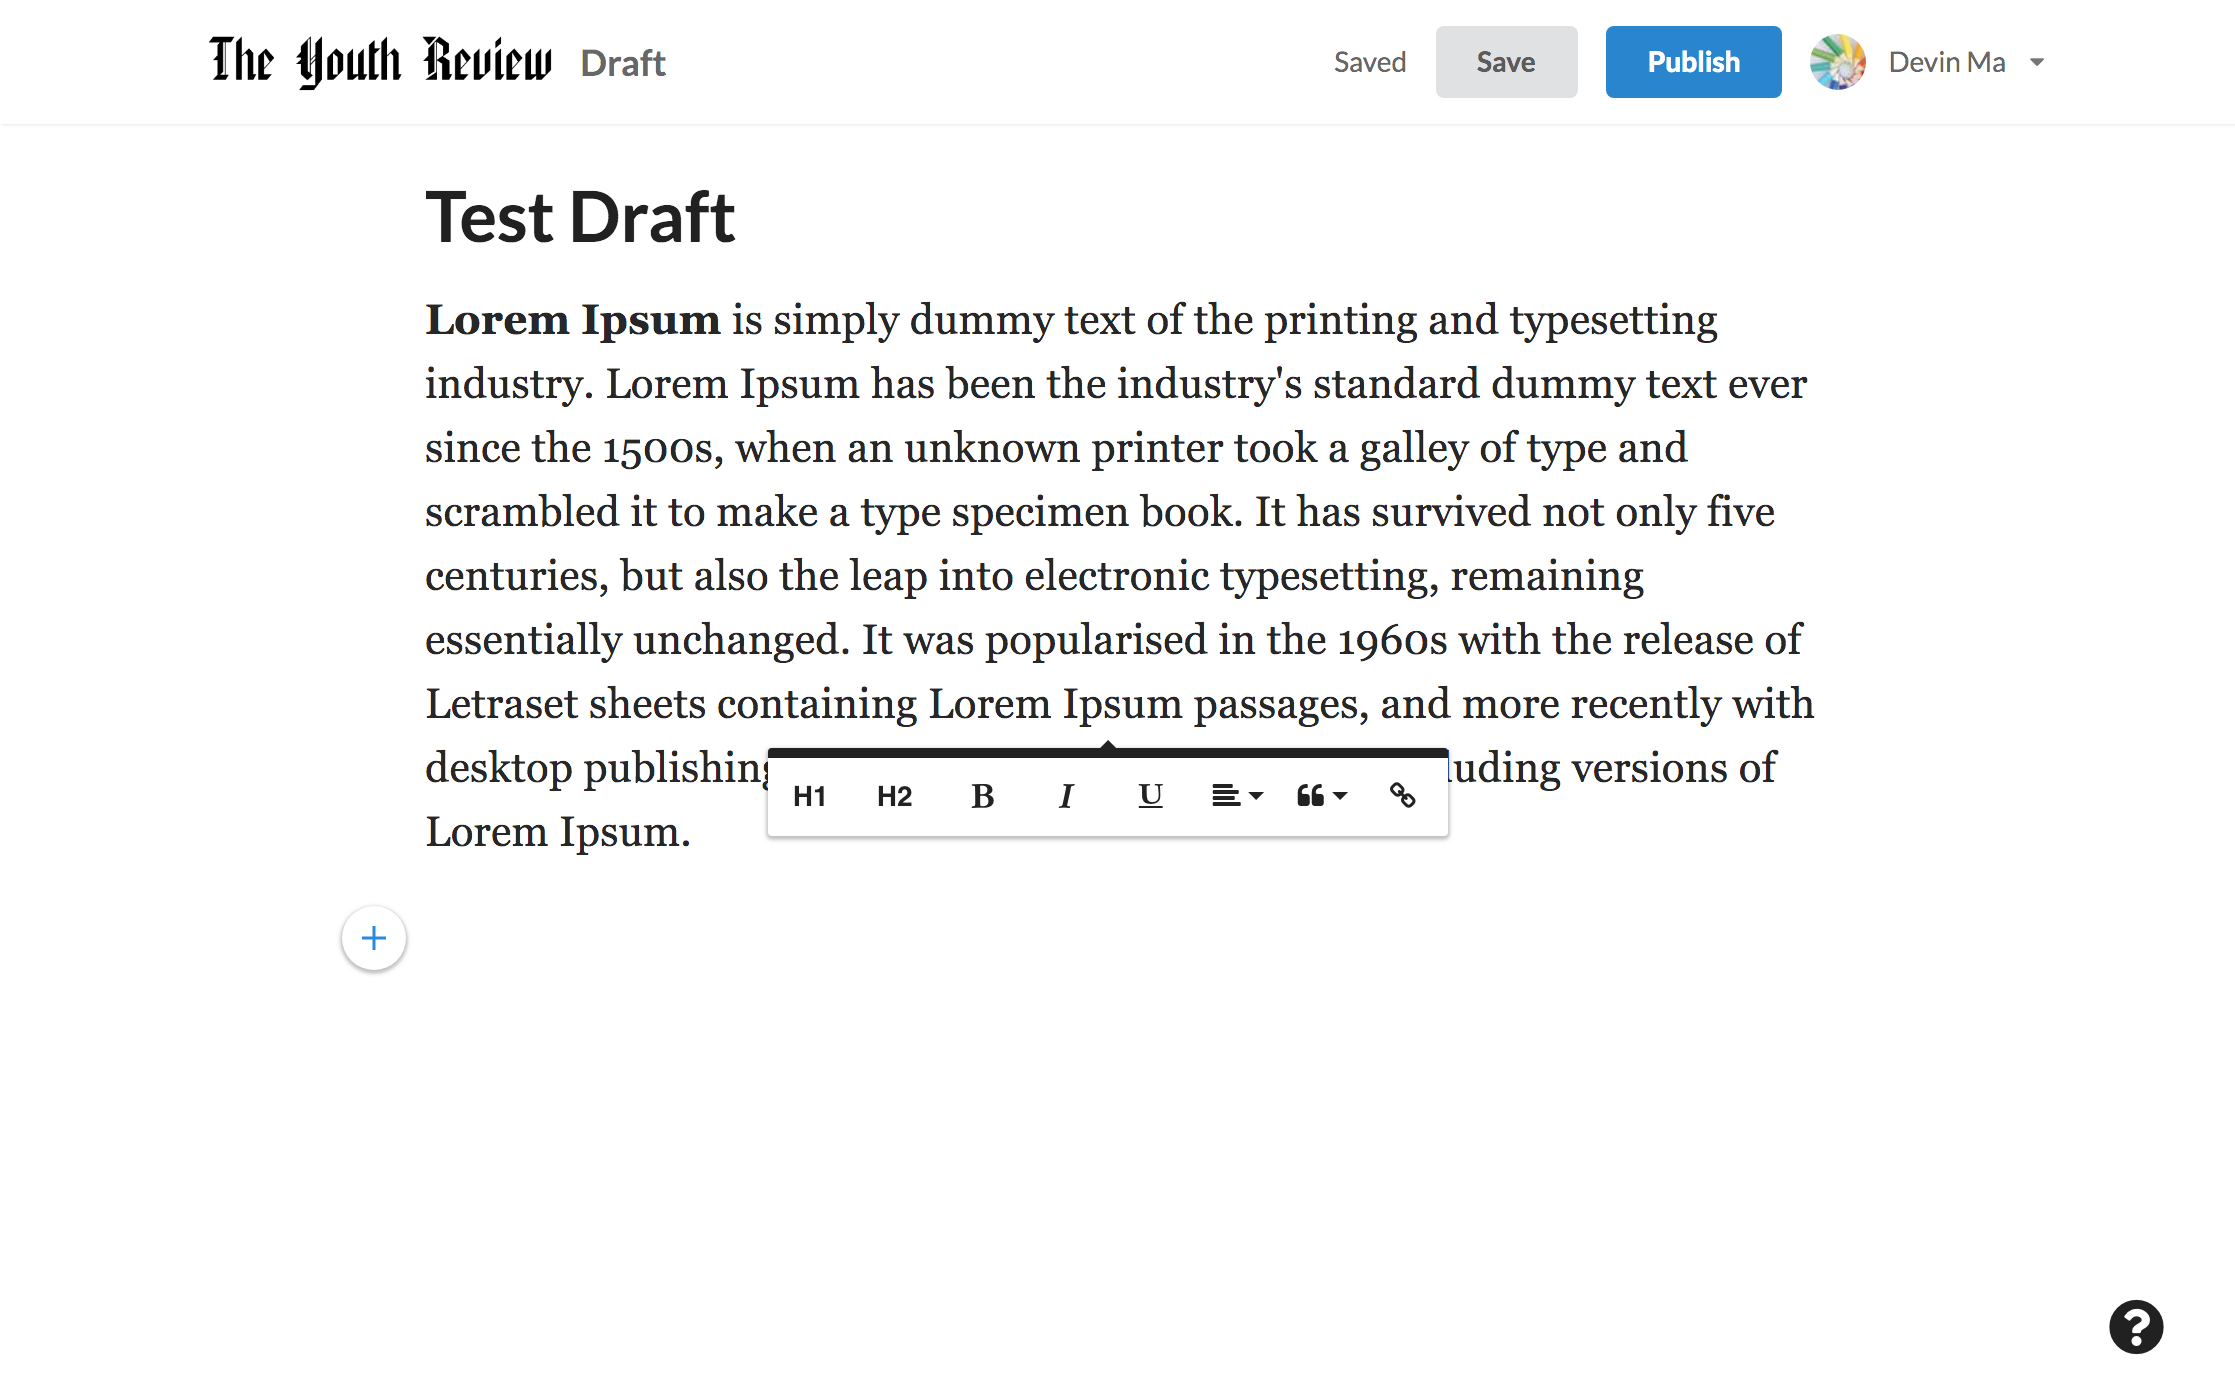 The Youth Review Draft Saved Save Publish Devin Ma
Test Draft
Lorem Ipsum is simply dummy text of the printing and typesetting
industry. Lorem Ipsum has been the industry's standard dummy text ever
since the 1500s, when an unknown printer took a galley of type and
scrambled it to make a type specimen book. It has survived not only five
centuries, but also the leap into electronic typesetting, remaining
essentially unchanged. It was popularised in the 1960s with the release of
Letraset sheets containing Lorem Ipsum passages, and more recently with
desktop publishing luding versions of
H1 H2 B I U
Lorem Ipsum.